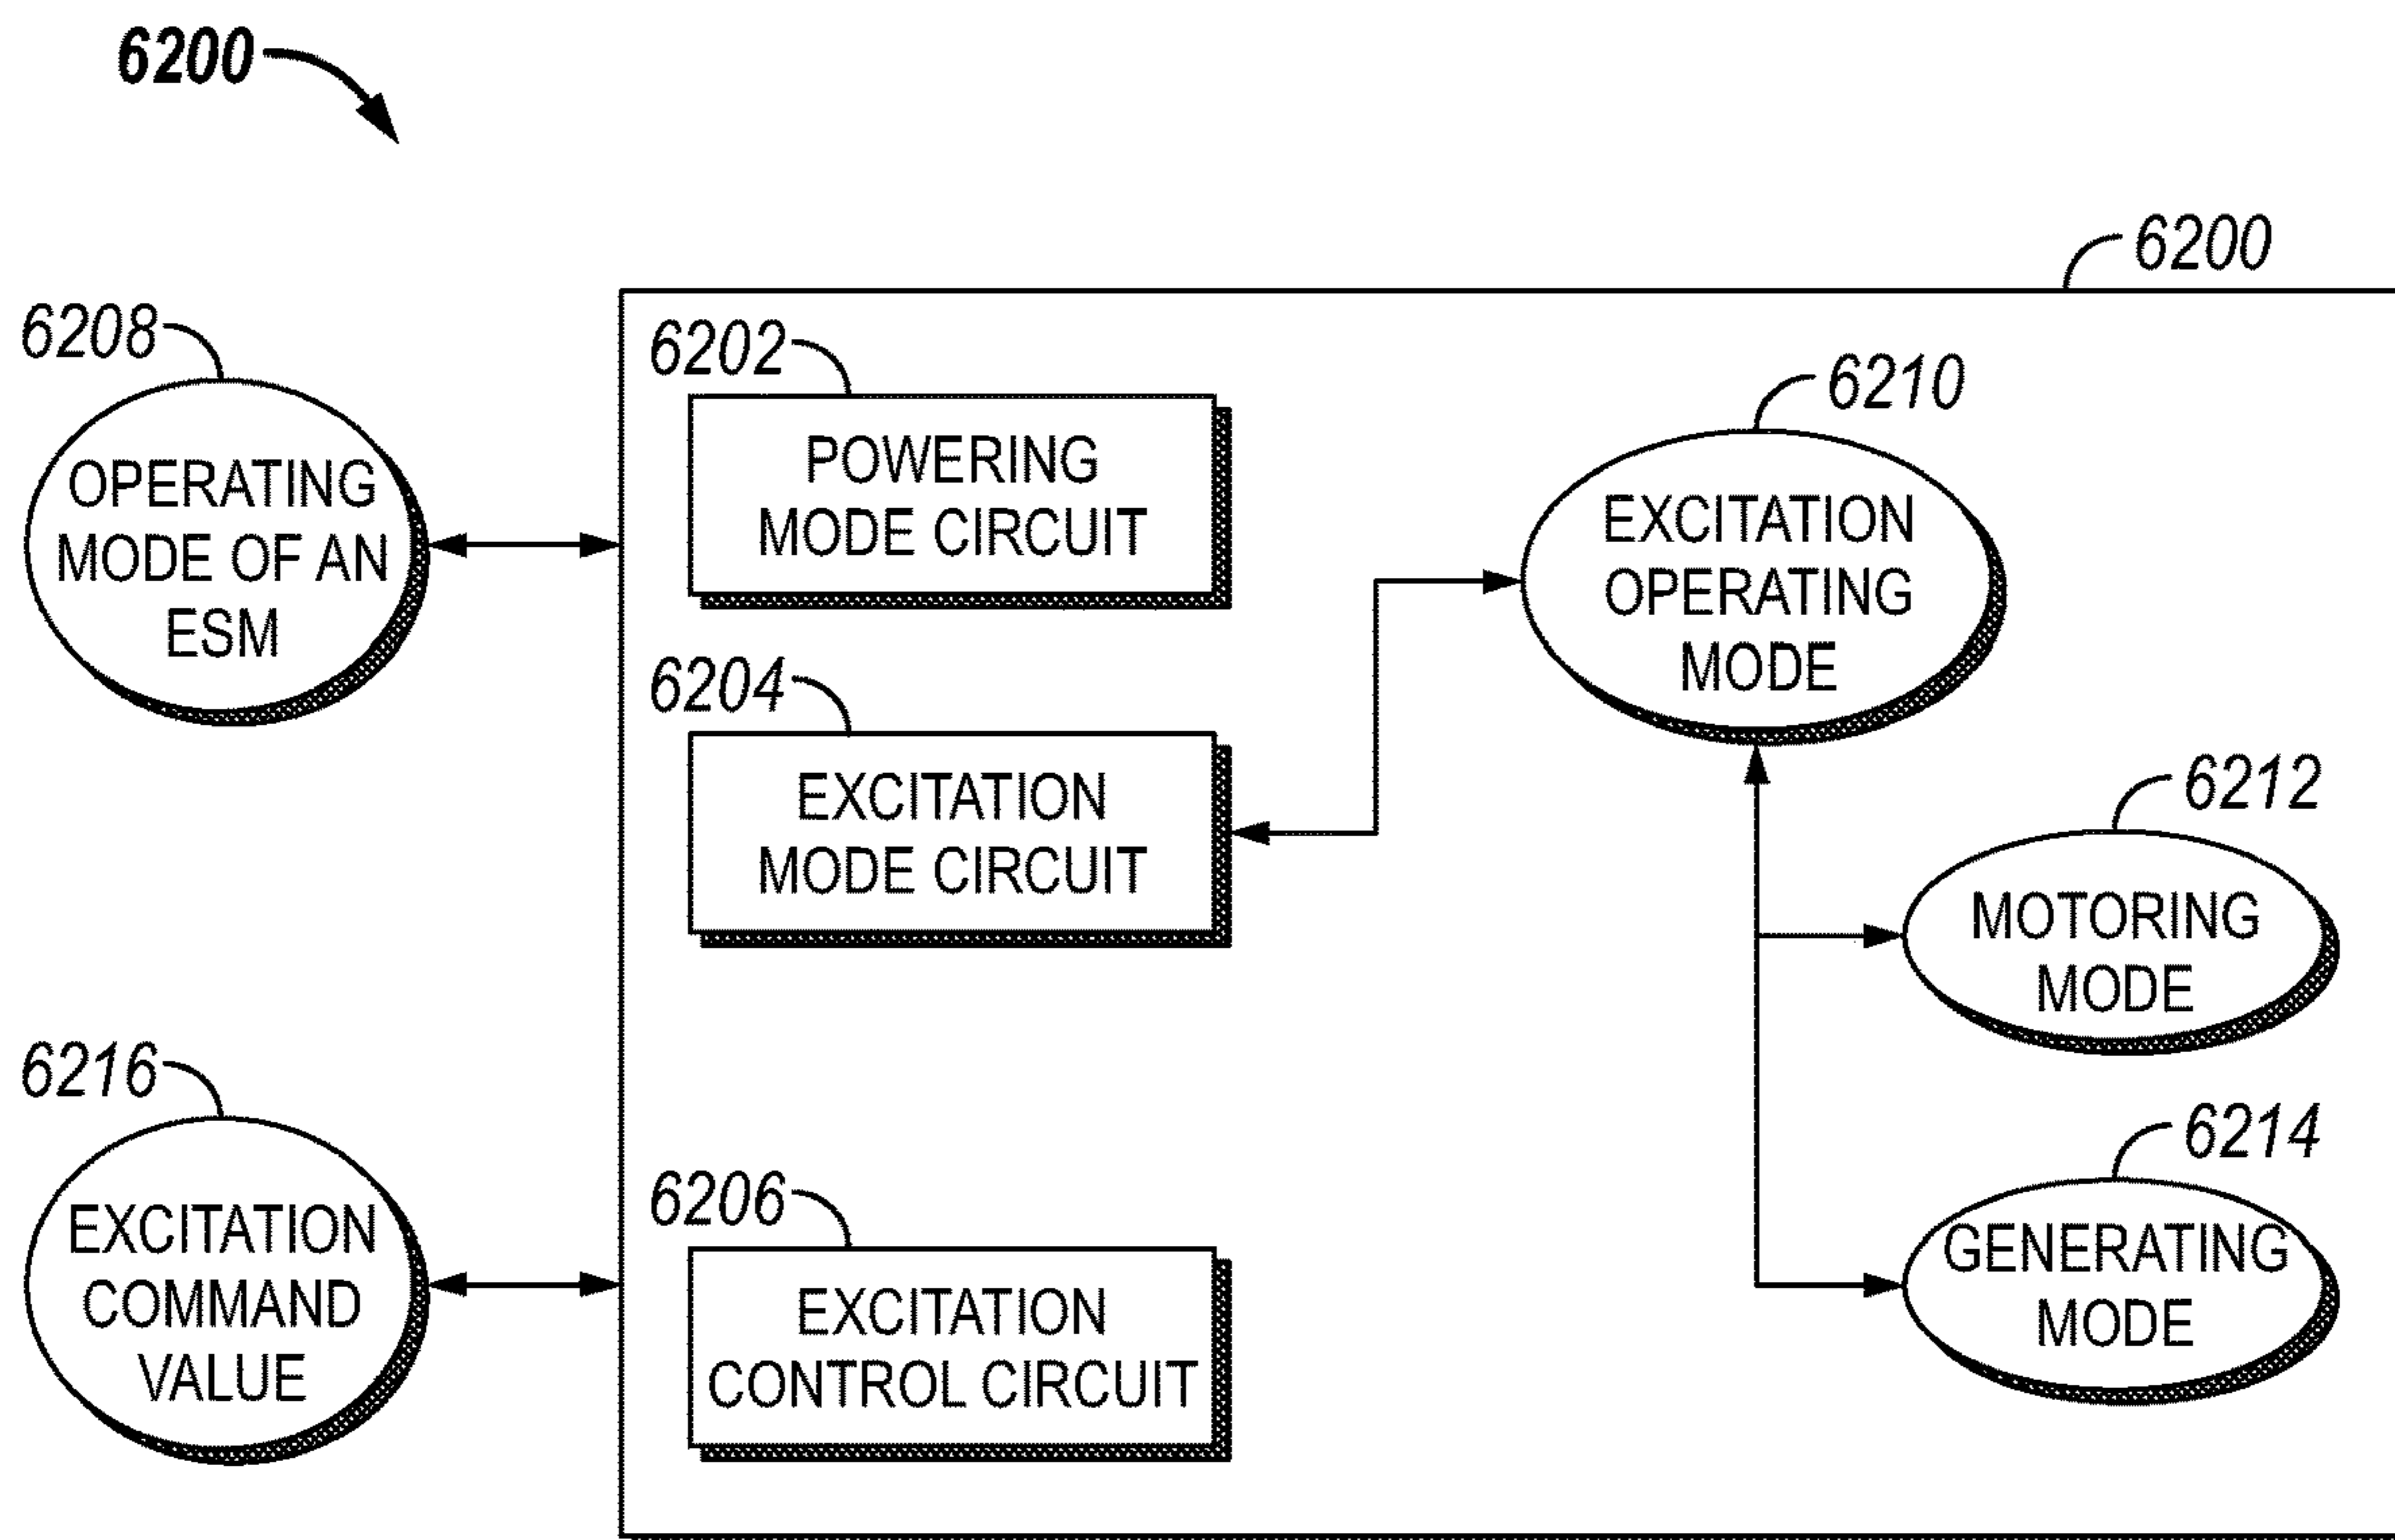 6200
6200
6208
OPERATING
MODE OF AN
ESM
6202
POWERING
MODE CIRCUIT
6210
EXCITATION
OPERATING
MODE
6204
EXCITATION
MODE CIRCUIT
6212
MOTORING
MODE
6216
EXCITATION
COMMAND
VALUE
6206
EXCITATION
CONTROL CIRCUIT
6214
GENERATING
MODE